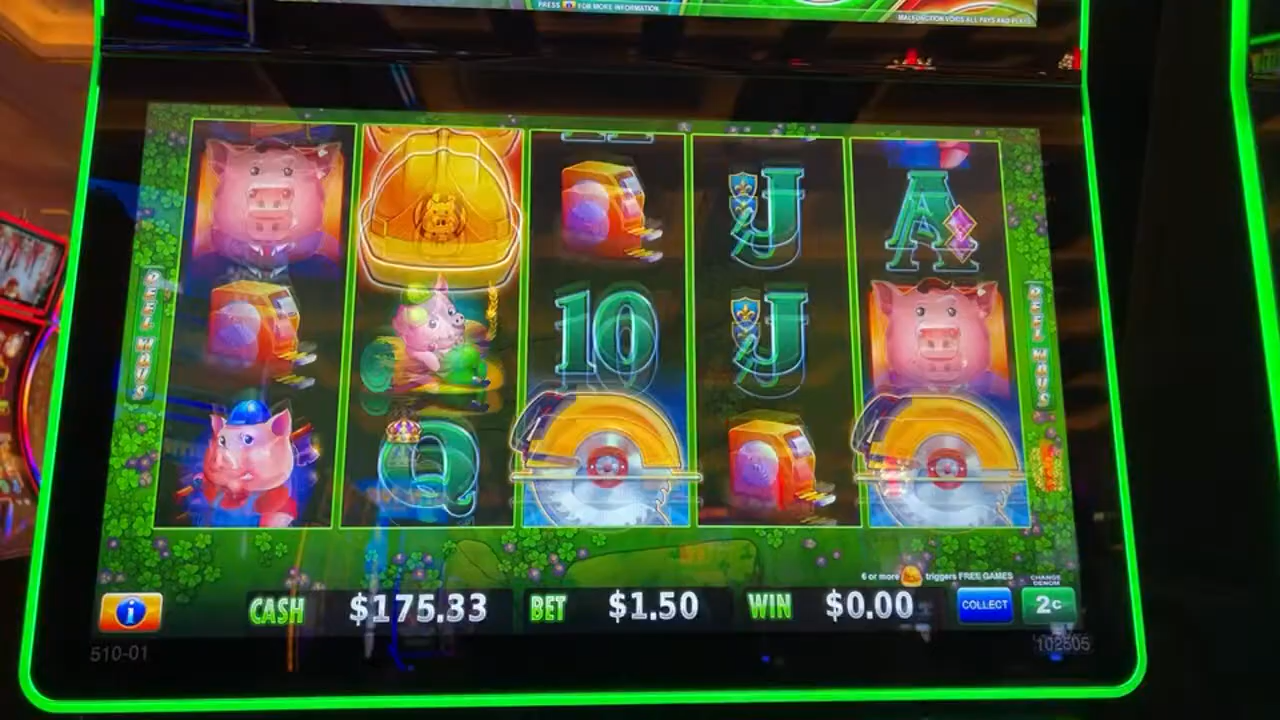 PRESS i FOR MORE INFORMATION
MALFUNCTION VOIDS ALL PAYS AND PLAYS
J
A
REEL WAYS
10
J
REEL WAYS
Q
6 or more triggers FREE GAMES
CHANGE
DENOM
i
CASH $175.33 BET $1.50 WIN $0.00
COLLECT
2¢
510-01
102505